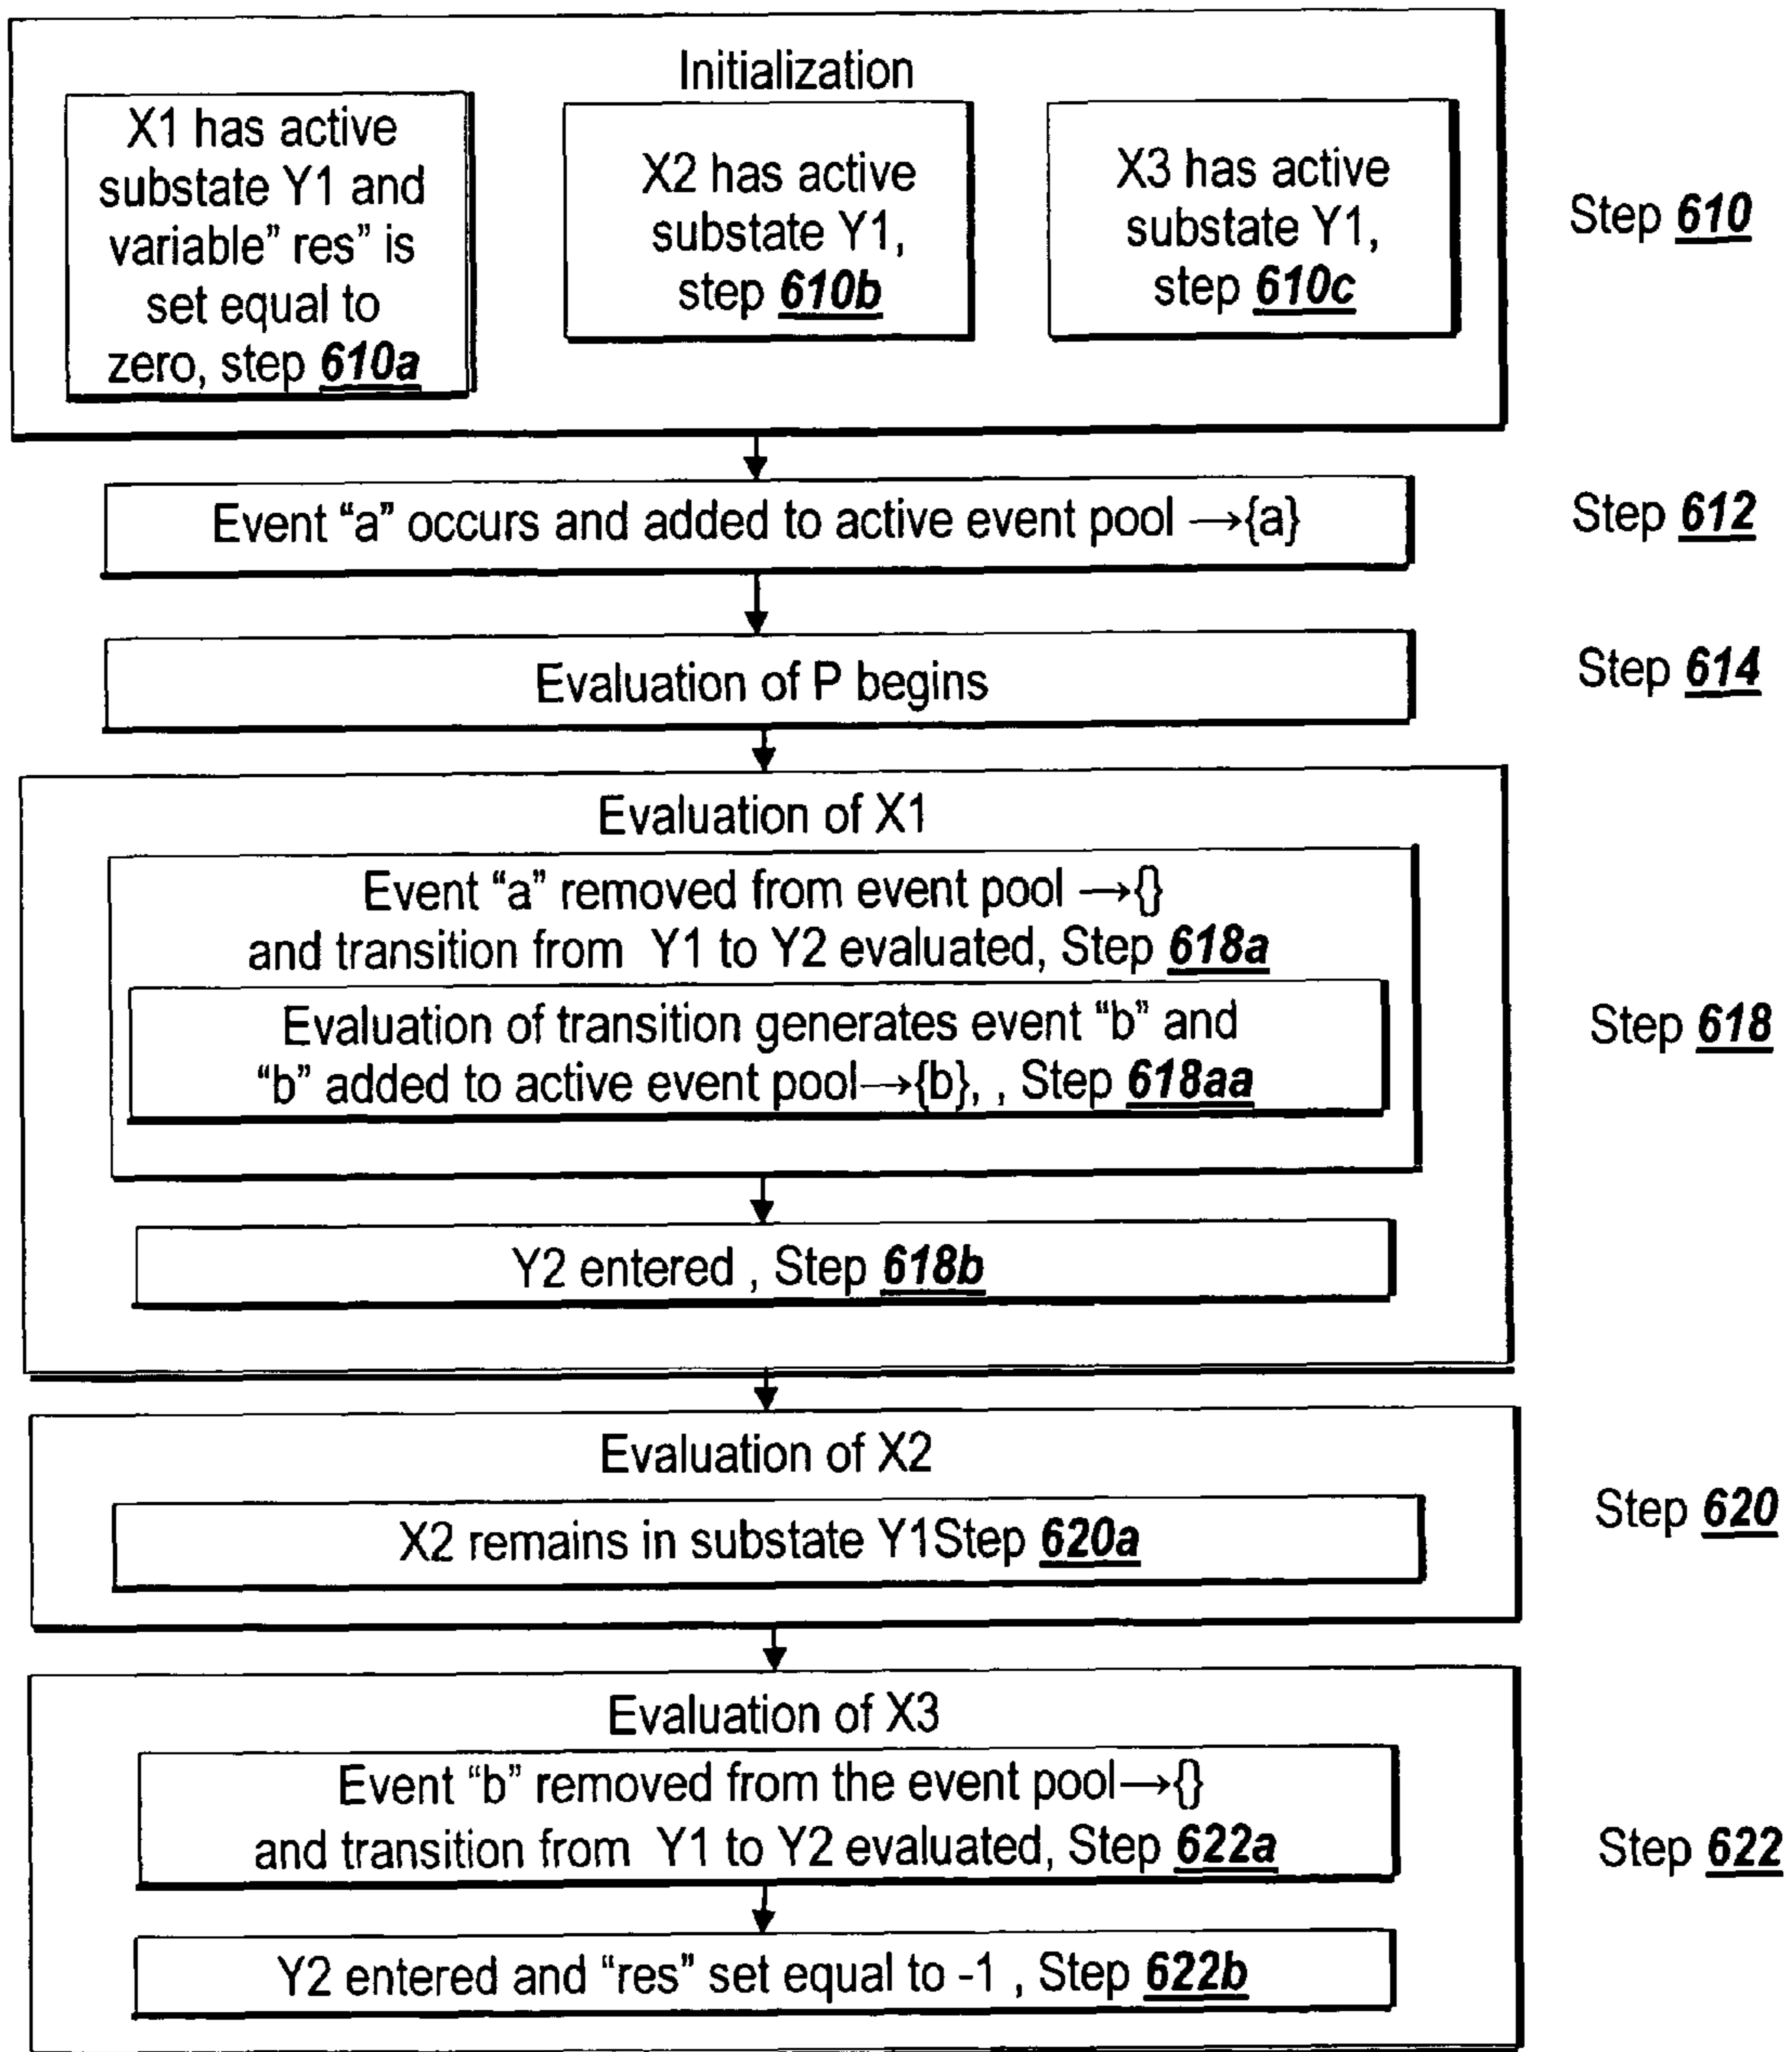 Initialization
X1 has active
substate Y1 and
variable” res” is
set equal to
zero, step 610a
X2 has active
substate Y1,
step 610b
X3 has active
substate Y1,
step 610c
Step 610
Event “a” occurs and added to active event pool →{a}
Step 612
Evaluation of P begins
Step 614
Evaluation of X1
Event “a” removed from event pool →{}
and transition from Y1 to Y2 evaluated, Step 618a
Evaluation of transition generates event “b” and
“b” added to active event pool→{b}, , Step 618aa
Y2 entered , Step 618b
Step 618
Evaluation of X2
X2 remains in substate Y1Step 620a
Step 620
Evaluation of X3
Event “b” removed from the event pool→{}
and transition from Y1 to Y2 evaluated, Step 622a
Y2 entered and “res” set equal to -1 , Step 622b
Step 622